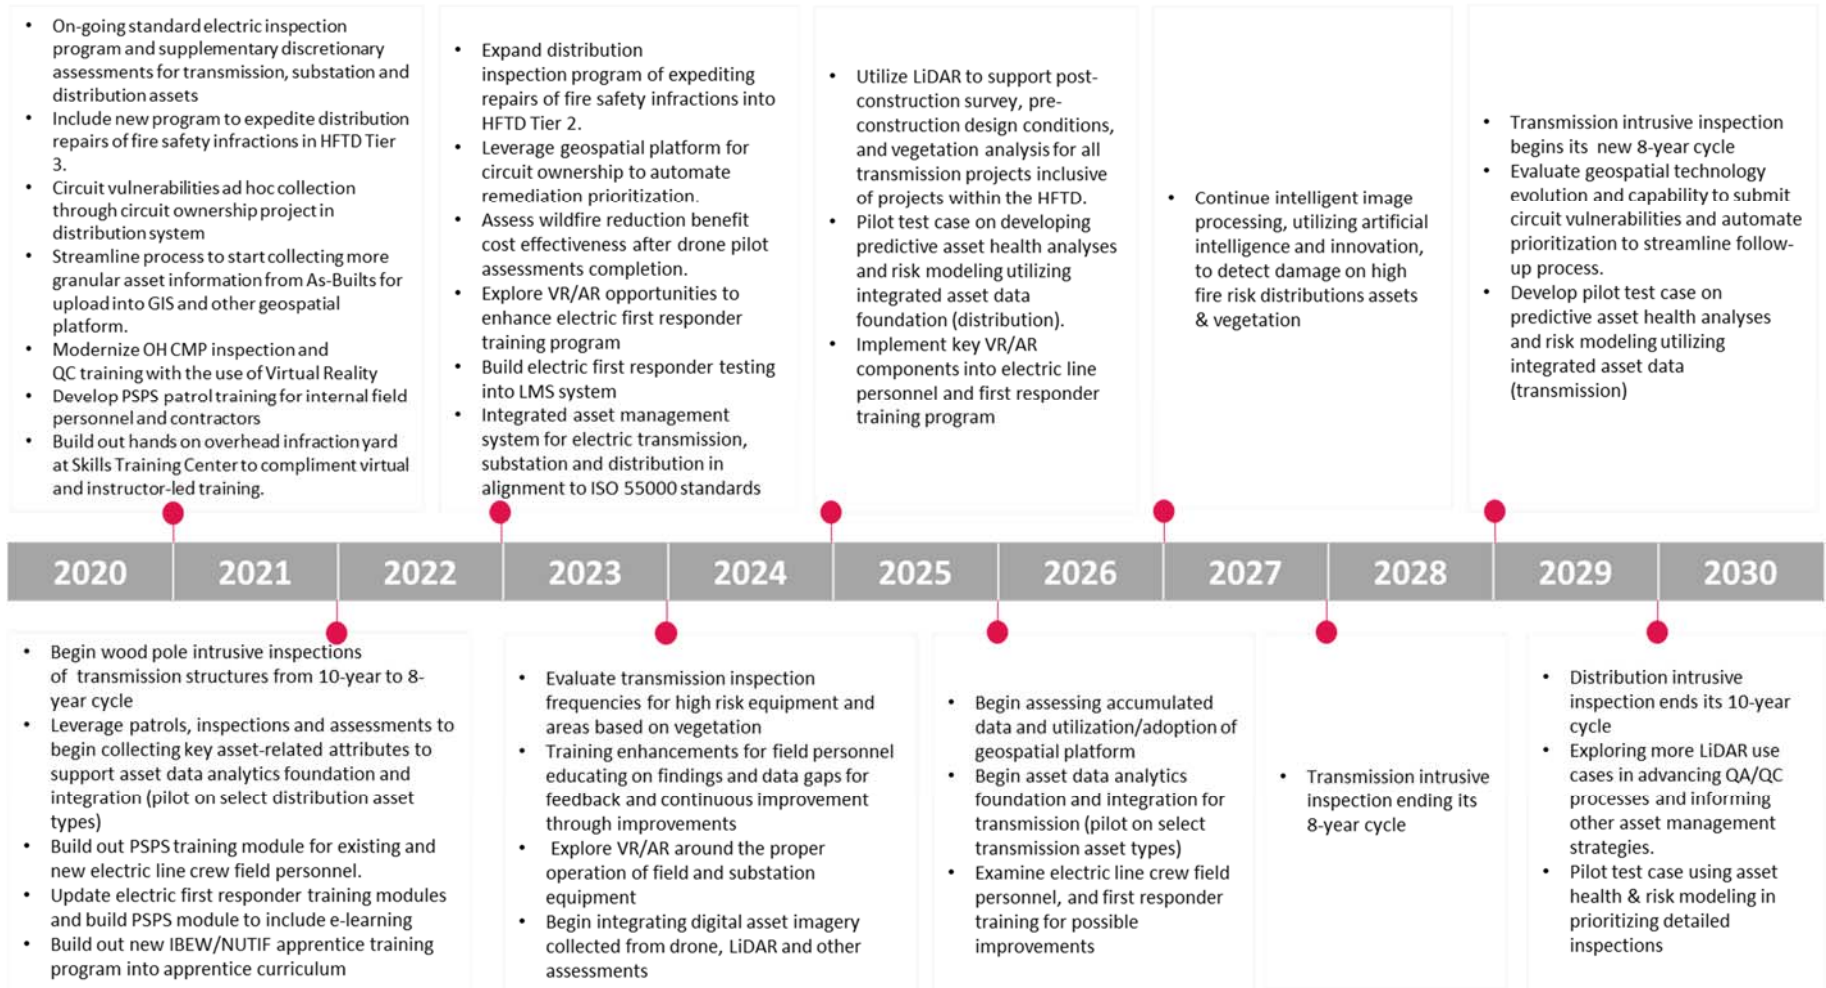 • On-going standard electric inspection
program and supplementary discretionary
assessments for transmission, substation and
distribution assets
• Include new program to expedite distribution
repairs of fire safety infractions in HFTD Tier
3.
• Circuit vulnerabilities ad hoc collection
through circuit ownership project in
distribution system
• Streamline process to start collecting more
granular asset information from As-Builts for
upload into GIS and other geospatial
platform.
• Modernize OH CMP inspection and
QC training with the use of Virtual Reality
• Develop PSPS patrol training for internal field
personnel and contractors
• Build out hands on overhead infraction yard
at Skills Training Center to compliment virtual
and instructor-led training.
• Expand distribution
inspection program of expediting
repairs of fire safety infractions into
HFTD Tier 2.
• Leverage geospatial platform for
circuit ownership to automate
remediation prioritization.
• Assess wildfire reduction benefit
cost effectiveness after drone pilot
assessments completion.
• Explore VR/AR opportunities to
enhance electric first responder
training program
• Build electric first responder testing
into LMS system
• Integrated asset management
system for electric transmission,
substation and distribution in
alignment to ISO 55000 standards
• Utilize LiDAR to support post-
construction survey, pre-
construction design conditions,
and vegetation analysis for all
transmission projects inclusive
of projects within the HFTD.
• Pilot test case on developing
predictive asset health analyses
and risk modeling utilizing
integrated asset data
foundation (distribution).
• Implement key VR/AR
components into electric line
personnel and first responder
training program
• Continue intelligent image
processing, utilizing artificial
intelligence and innovation,
to detect damage on high
fire risk distributions assets
& vegetation
• Transmission intrusive inspection
begins its new 8-year cycle
• Evaluate geospatial technology
evolution and capability to submit
circuit vulnerabilities and automate
prioritization to streamline follow-
up process.
• Develop pilot test case on
predictive asset health analyses
and risk modeling utilizing
integrated asset data
(transmission)
2020 2021 2022 2023 2024 2025 2026 2027 2028 2029 2030
• Begin wood pole intrusive inspections
of transmission structures from 10-year to 8-
year cycle
• Leverage patrols, inspections and assessments to
begin collecting key asset-related attributes to
support asset data analytics foundation and
integration (pilot on select distribution asset
types)
• Build out PSPS training module for existing and
new electric line crew field personnel.
• Update electric first responder training modules
and build PSPS module to include e-learning
• Build out new IBEW/NUTIF apprentice training
program into apprentice curriculum
• Evaluate transmission inspection
frequencies for high risk equipment and
areas based on vegetation
• Training enhancements for field personnel
educating on findings and data gaps for
feedback and continuous improvement
through improvements
• Explore VR/AR around the proper
operation of field and substation
equipment
• Begin integrating digital asset imagery
collected from drone, LiDAR and other
assessments
• Begin assessing accumulated
data and utilization/adoption of
geospatial platform
• Begin asset data analytics
foundation and integration for
transmission (pilot on select
transmission asset types)
• Examine electric line crew field
personnel, and first responder
training for possible
improvements
• Transmission intrusive
inspection ending its
8-year cycle
• Distribution intrusive
inspection ends its 10-year
cycle
• Exploring more LiDAR use
cases in advancing QA/QC
processes and informing
other asset management
strategies.
• Pilot test case using asset
health & risk modeling in
prioritizing detailed
inspections